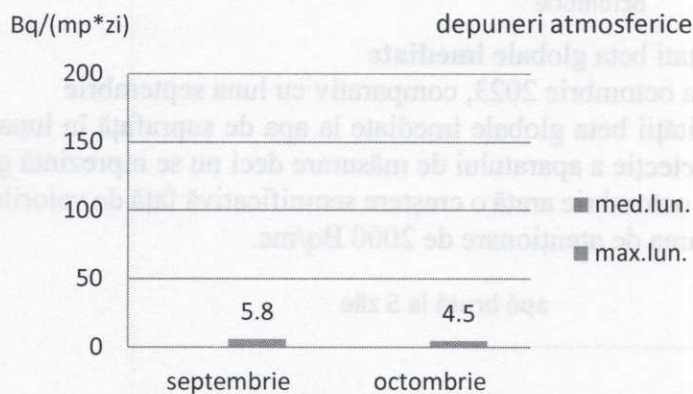 Bq/(mp*zi) depuneri atmosferice
200
150
100
med.lun.
max.lun.
50
5.8 4.5
0
septembrie octombrie